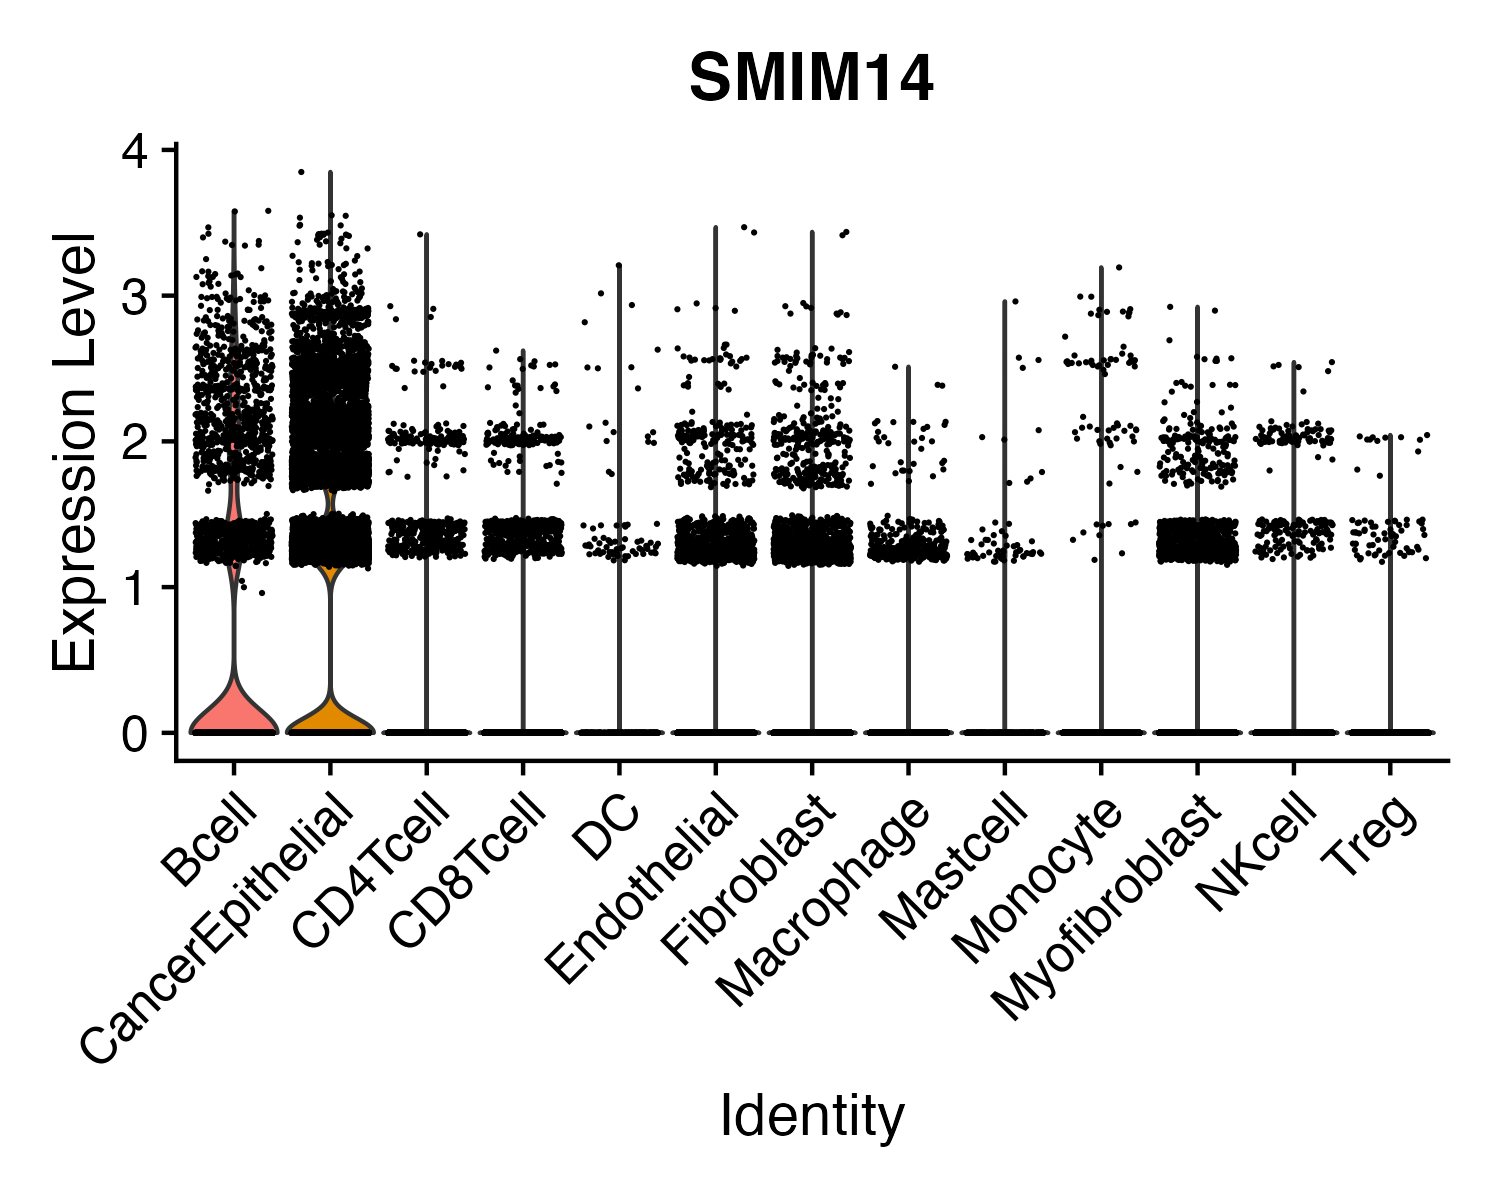 SMIM14
Expression Level
4
3
2
1
0
Bcell
CancerEpithelial
CD4Tcell
CD8Tcell
DC
Endothelial
Fibroblast
Macrophage
Mastcell
Monocyte
Myofibroblast
NKcell
Treg
Identity